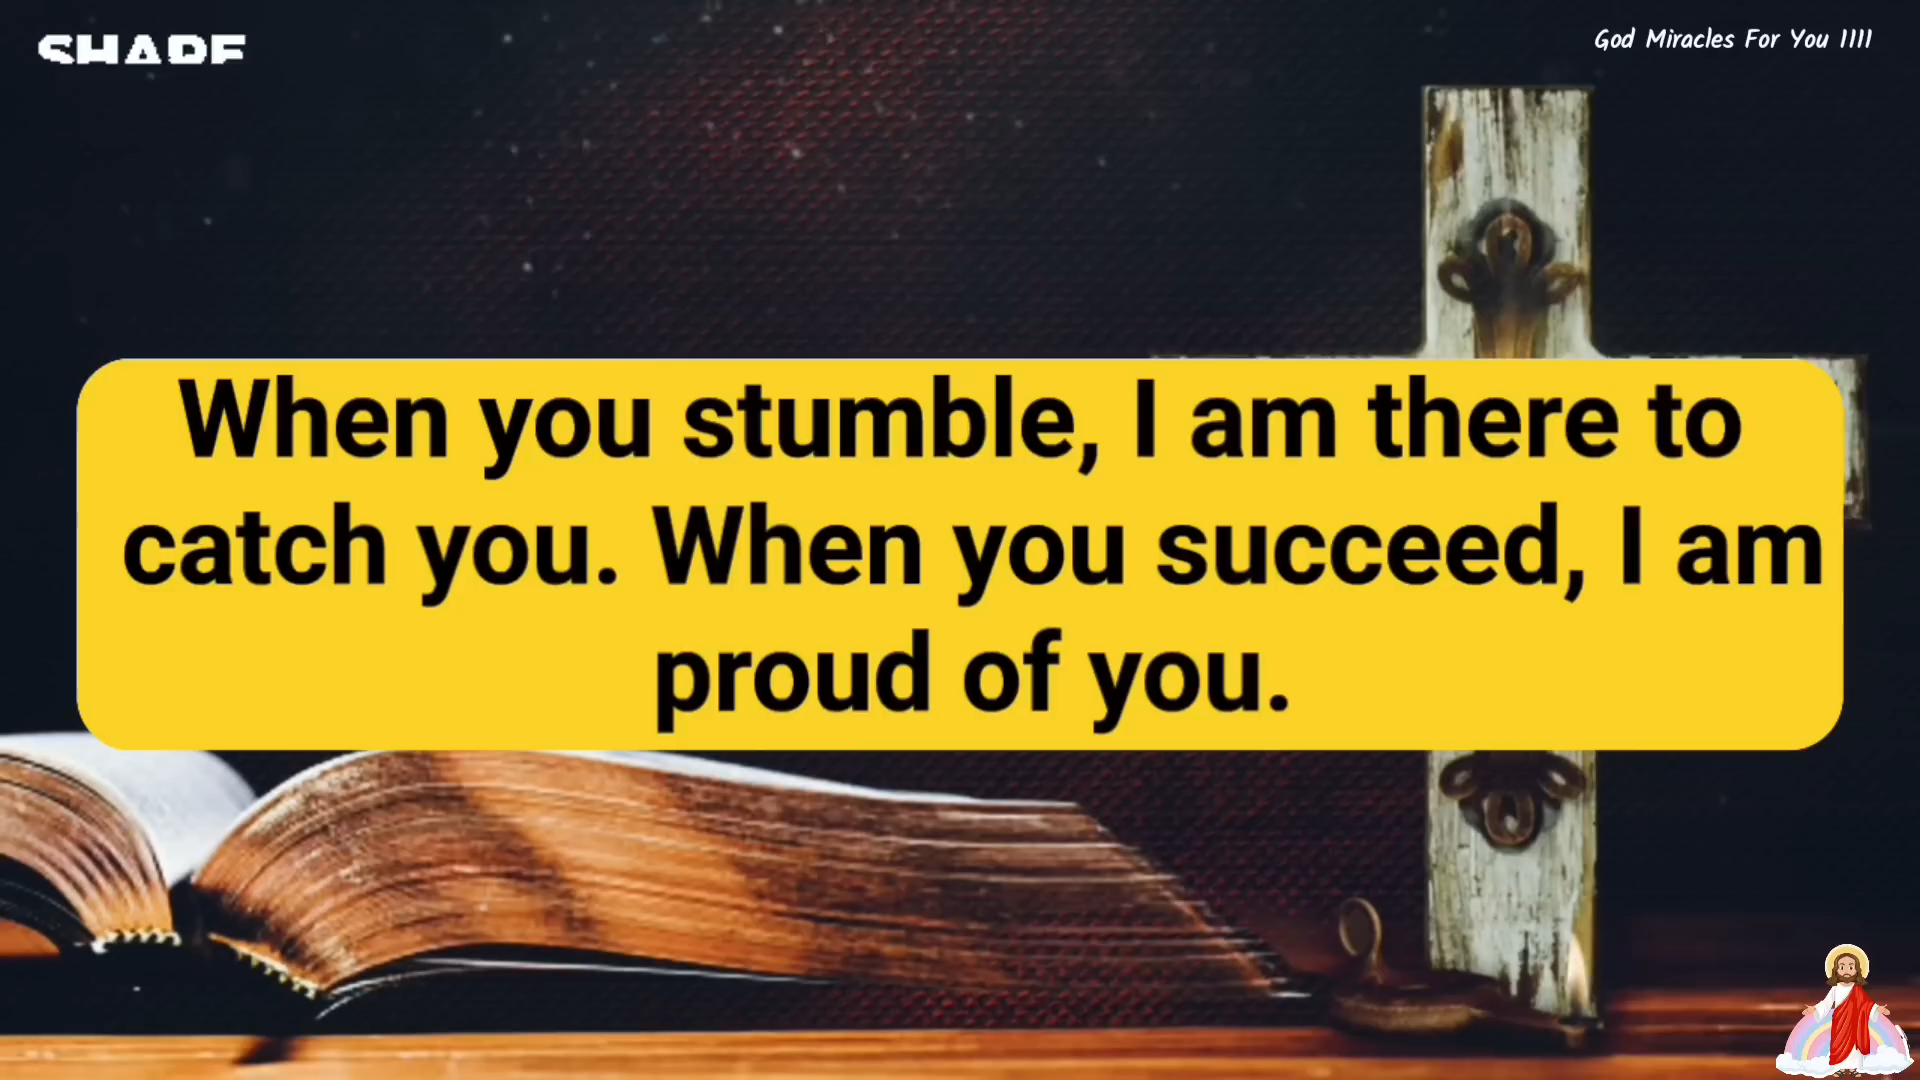 God Miracles For You 1111
When you stumble, I am there to
catch you. When you succeed, I am
proud of you.